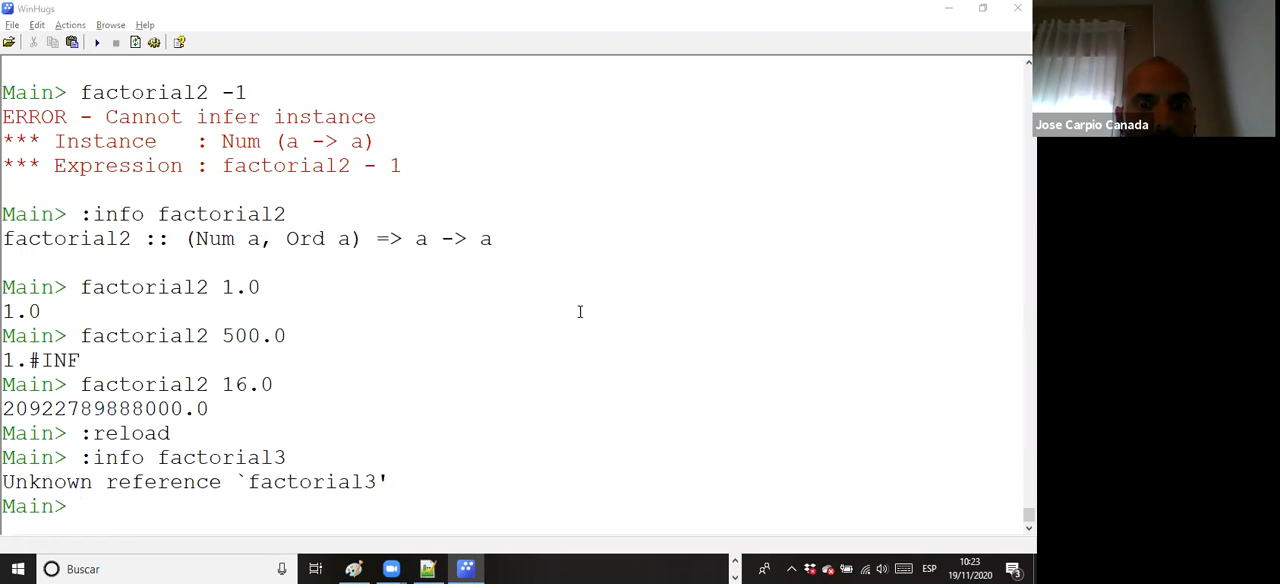 WinHugs
File Edit Actions Browse Help
Main> factorial2 -1
ERROR - Cannot infer instance
*** Instance   : Num (a -> a)
*** Expression : factorial2 - 1
Main> :info factorial2
factorial2 :: (Num a, Ord a) => a -> a
Main> factorial2 1.0
1.0
Main> factorial2 500.0
1.#INF
Main> factorial2 16.0
20922789888000.0
Main> :reload
Main> :info factorial3
Unknown reference `factorial3'
Main>
Jose Carpio Canada
Buscar
ESP
10:23
19/11/2020
3